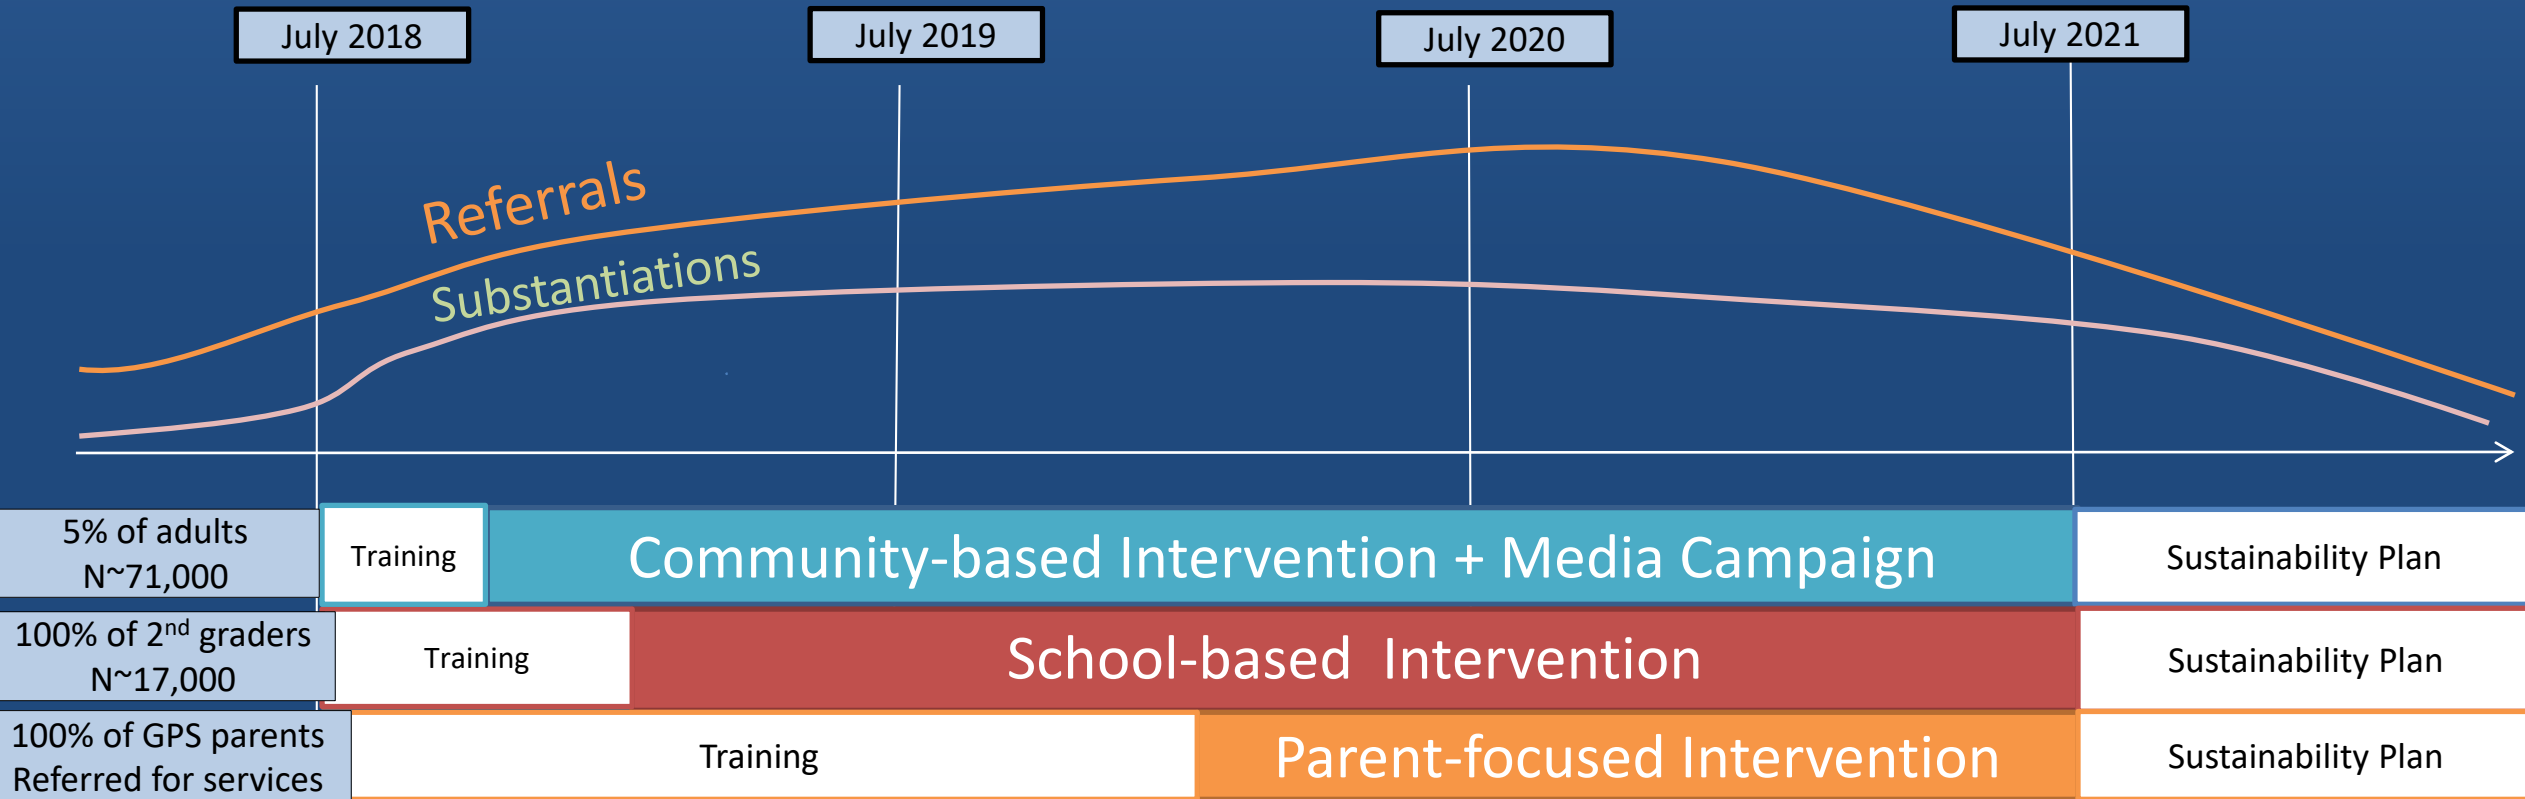 July 2018
July 2019
July 2020
July 2021
Referrals
Substantiations
5% of adults
N~71,000
Training
Community-based Intervention + Media Campaign
Sustainability Plan
100% of 2nd graders
N~17,000
Training
School-based  Intervention
Sustainability Plan
100% of GPS parents
Referred for services
Training
Parent-focused Intervention
Sustainability Plan